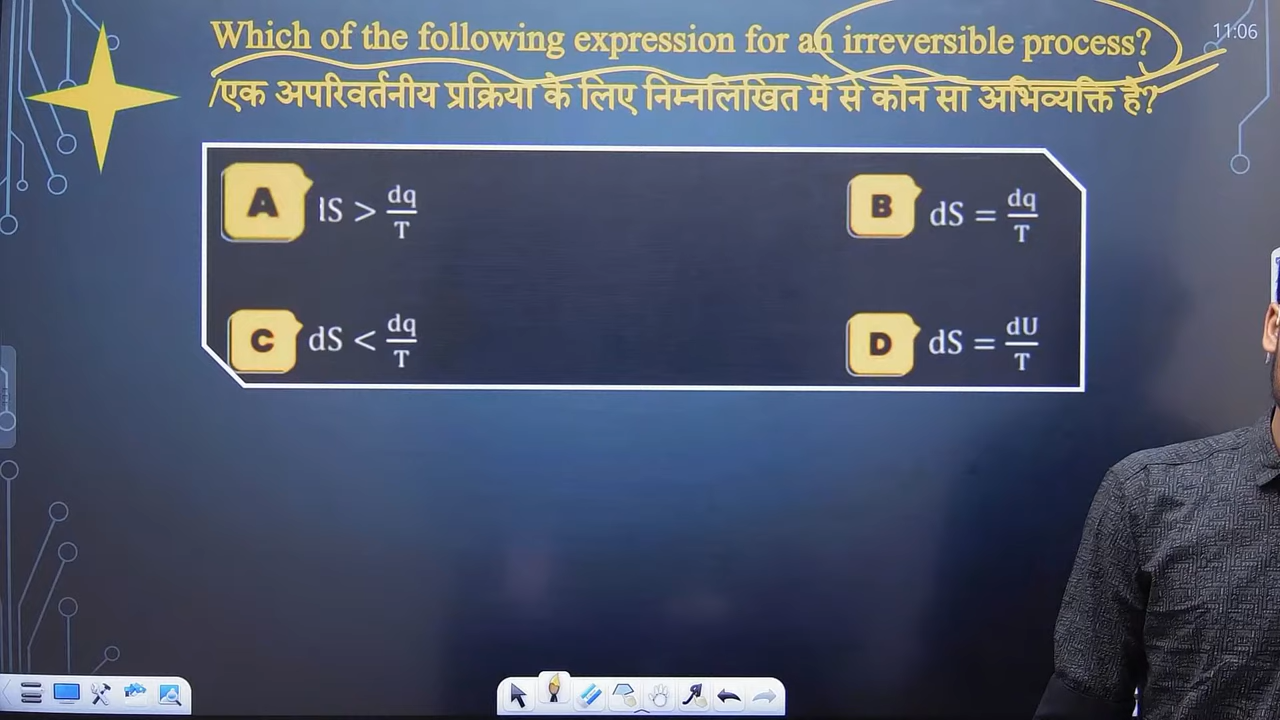 Which of the following expression for an irreversible process?
11:06
/एक अपरिवर्तनीय प्रक्रिया के लिए निम्नलिखित में से कौन सा अभिव्यक्ति है?
A lS > dq/T
B dS = dq/T
C dS < dq/T
D dS = dU/T